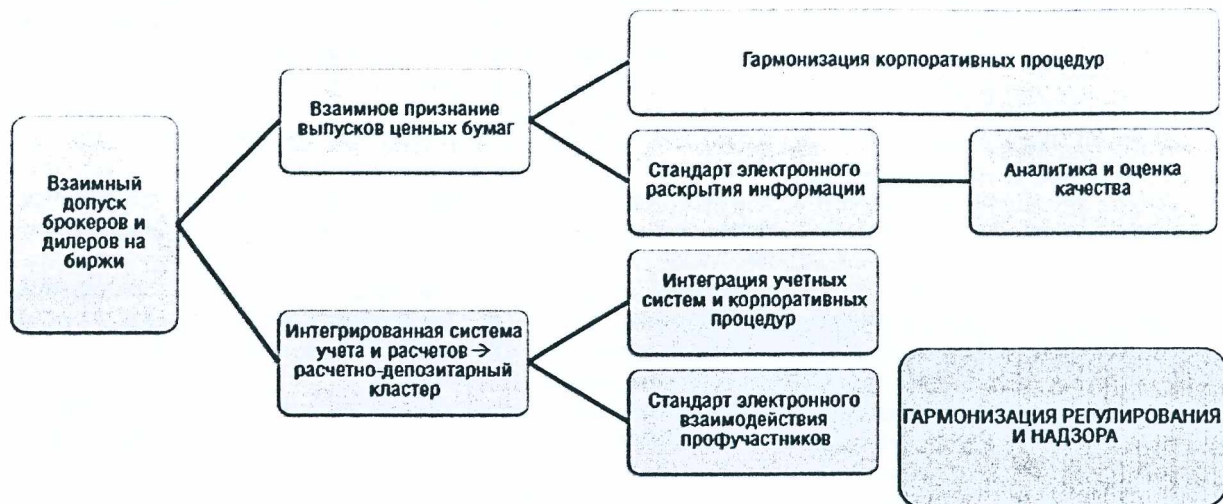 Взаимный
допуск
брокеров и
дилеров на
биржи
Взаимное признание
выпусков ценных бумаг
Гармонизация корпоративных процедур
Стандарт электронного
раскрытия информации
Аналитика и оценка
качества
Интегрированная система
учета и расчетов →
расчетно-депозитарный
кластер
Интеграция учетных
систем и корпоративных
процедур
Стандарт электронного
взаимодействия
профучастников
ГАРМОНИЗАЦИЯ РЕГУЛИРОВАНИЯ
И НАДЗОРА